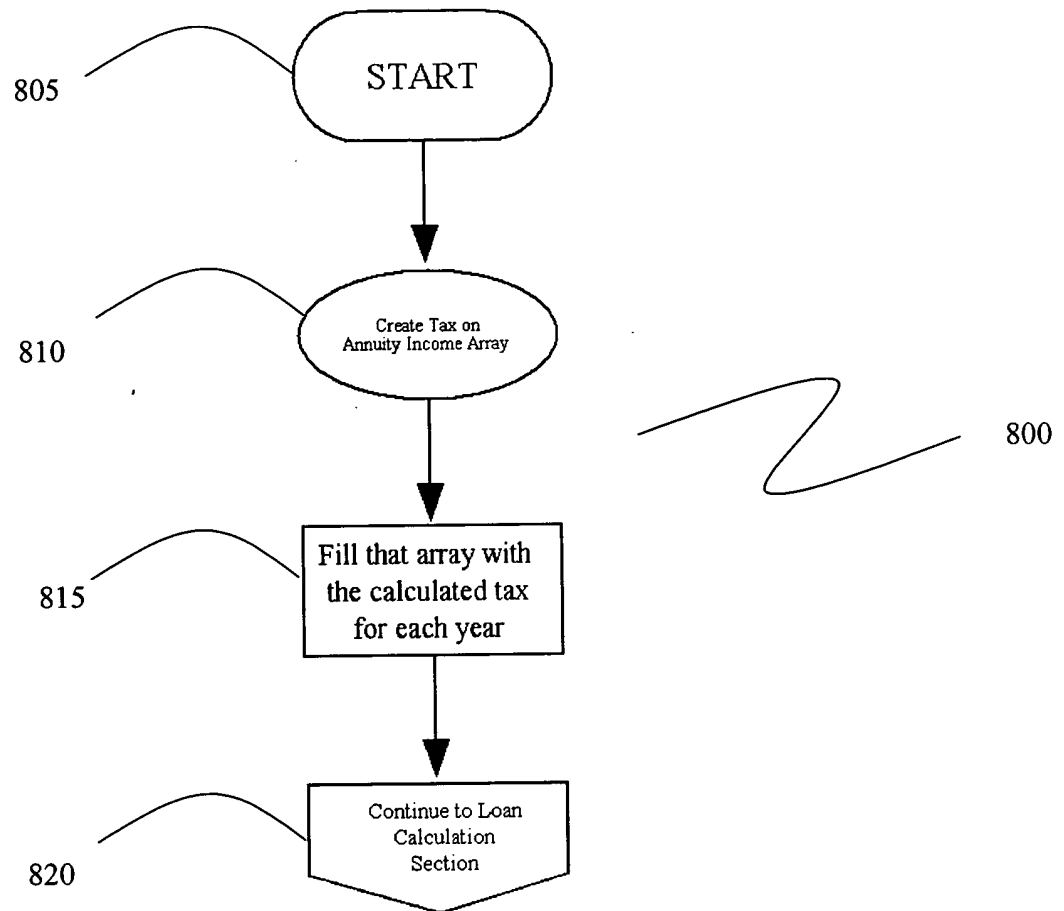 START
805
Create Tax on
Annuity Income Array
810
800
Fill that array with
the calculated tax
for each year
815
Continue to Loan
Calculation
Section
820